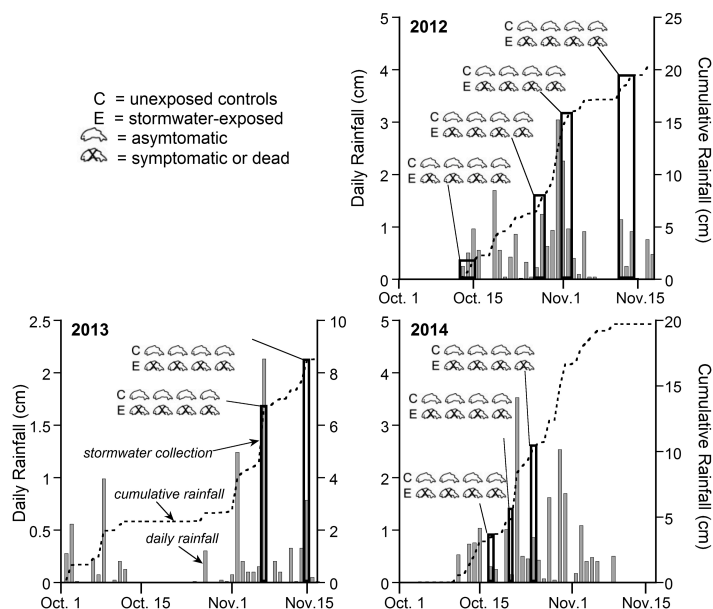 C = unexposed controls
E = stormwater-exposed
= asymtomatic
= symptomatic or dead
2012
Daily Rainfall (cm)
Cumulative Rainfall (cm)
5
4
3
2
1
0
25
20
15
10
5
0
C
E
C
E
C
E
C
E
Oct. 1
Oct. 15
Nov.1
Nov.15
2013
Daily Rainfall (cm)
2.5
2
1.5
1
0.5
0
10
8
6
4
2
0
C
E
C
E
stormwater collection
cumulative rainfall
daily rainfall
Oct. 1
Oct.15
Nov.1
Nov.15
2014
Cumulative Rainfall (cm)
5
4
3
2
1
0
20
15
10
5
0
C
E
C
E
C
E
Oct. 1
Oct.15
Nov.1
Nov.15